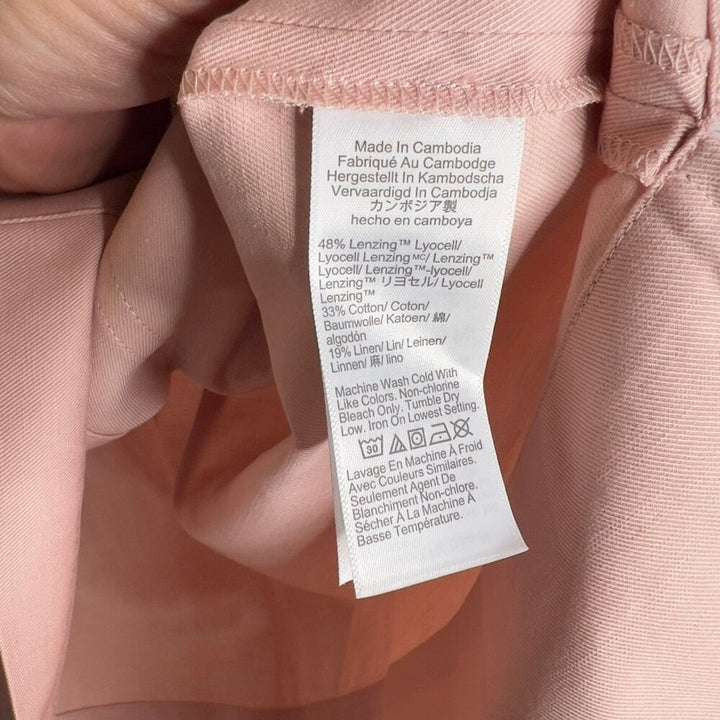 Made In Cambodia
Fabriqué Au Cambodge
Hergestellt In Kambodscha
Vervaardigd In Cambodja
カンボジア製
hecho en camboya
48% Lenzing™ Lyocell/
Lyocell Lenzing ᴹᶜ/ Lenzing™
Lyocell/ Lenzing™-lyocell/
Lenzing™ リヨセル/ Lyocell
Lenzing™
33% Cotton/ Coton/
Baumwolle/ Katoen/ 綿/
algodón
19% Linen/ Lin/ Leinen/
Linnen/ 麻/ lino
Machine Wash Cold With
Like Colors. Non-chlorine
Bleach Only. Tumble Dry
Low. Iron On Lowest Setting.
30
Lavage En Machine À Froid
Avec Couleurs Similaires.
Seulement Agent De
Blanchiment Non-chlore.
Sécher À La Machine À
Basse Température.